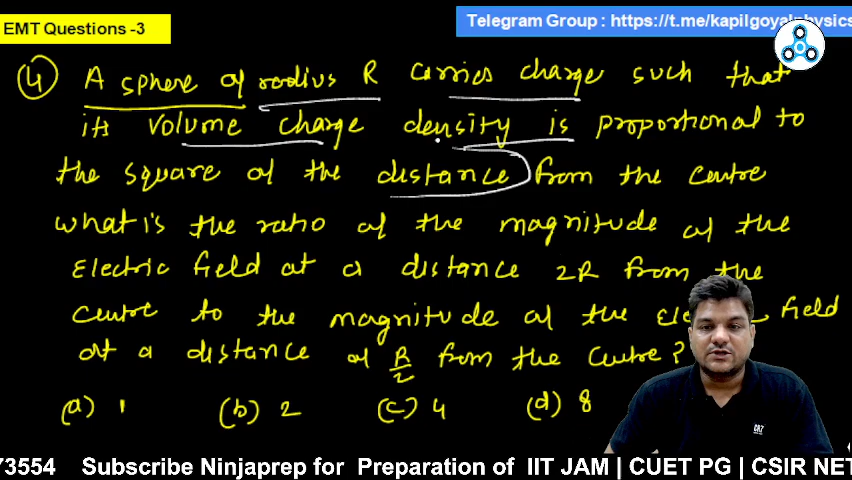 EMT Questions -3
Telegram Group : https://t.me/kapilgoyalphysics
(4) A sphere of radius R carries charge such that
its volume charge density is proportional to
the square of the distance from the centre
what is the ratio of the magnitude of the
Electric field at a distance 2R from the
centre to the magnitude of the field
at a distance of R/2 from the centre?
(a) 1 (b) 2 (c) 4 (d) 8
73554 Subscribe Ninjaprep for Preparation of IIT JAM | CUET PG | CSIR NET